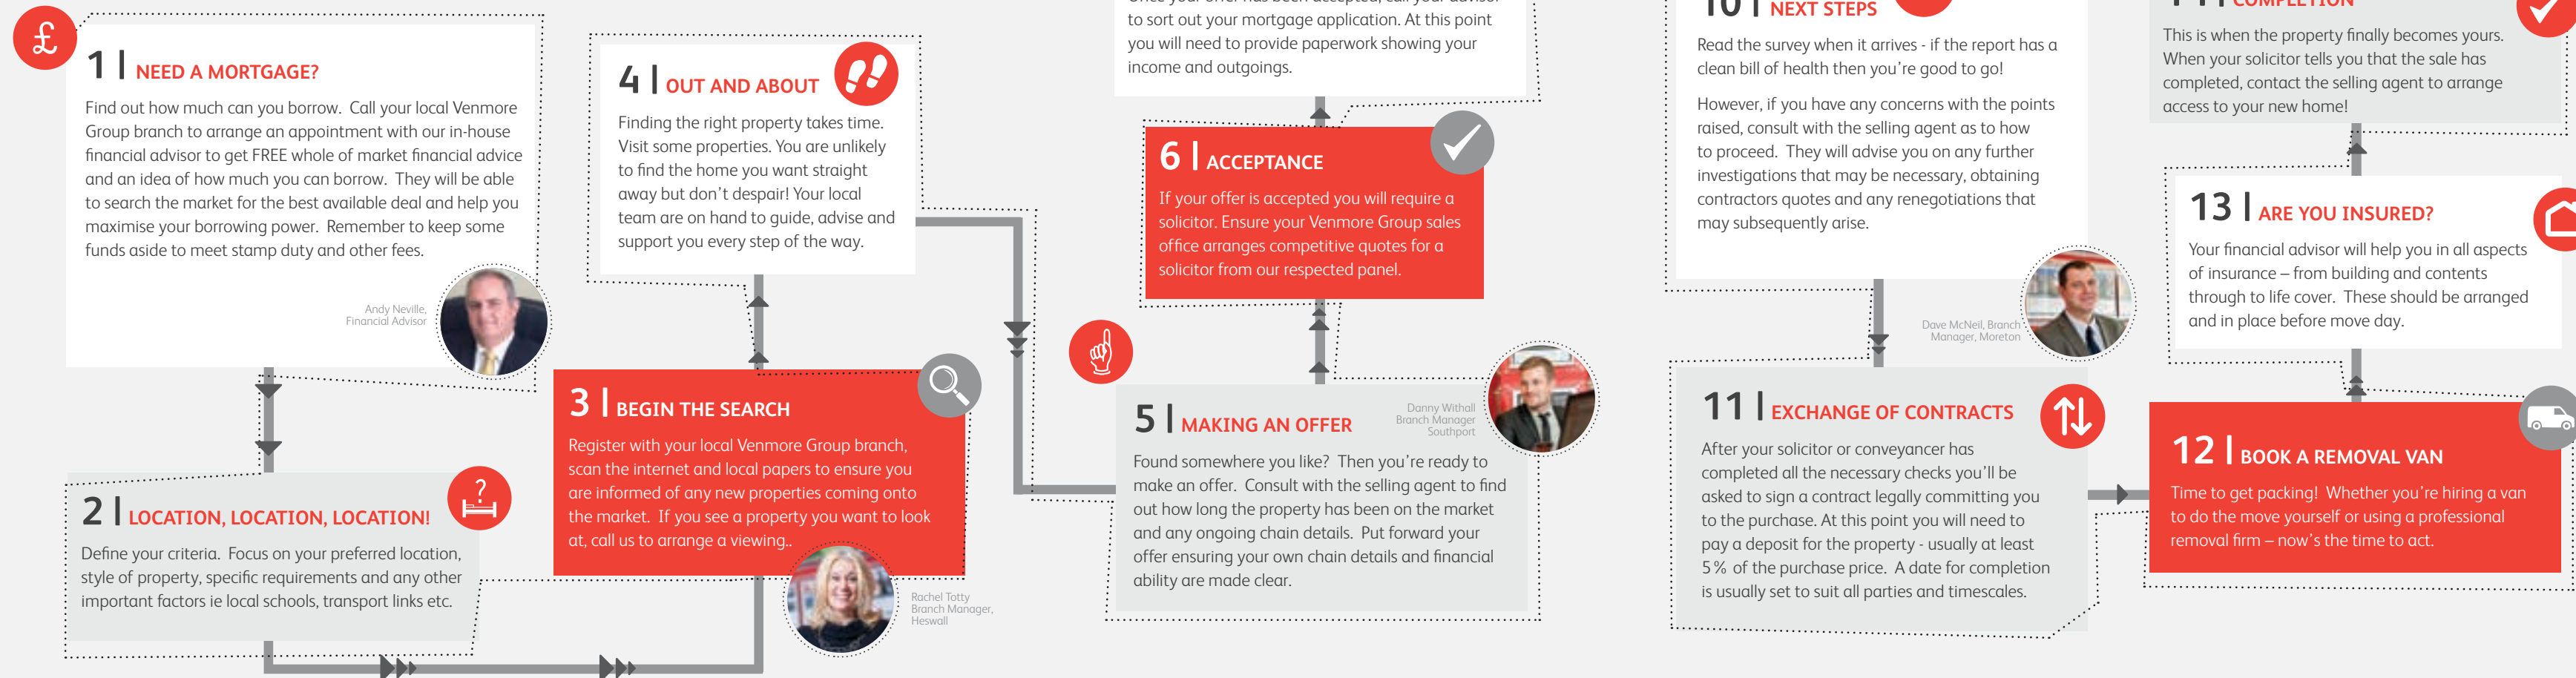 £
1 | NEED A MORTGAGE?
Find out how much can you borrow.  Call your local Venmore
Group branch to arrange an appointment with our in-house
financial advisor to get FREE whole of market financial advice
and an idea of how much you can borrow.  They will be able
to search the market for the best available deal and help you
maximise your borrowing power.  Remember to keep some
funds aside to meet stamp duty and other fees.
Andy Neville,
Financial Advisor
2 | LOCATION, LOCATION, LOCATION!
?
Define your criteria.  Focus on your preferred location,
style of property, specific requirements and any other
important factors ie local schools, transport links etc.
3 | BEGIN THE SEARCH
Register with your local Venmore Group branch,
scan the internet and local papers to ensure you
are informed of any new properties coming onto
the market.  If you see a property you want to look
at, call us to arrange a viewing..
Rachel Totty
Branch Manager,
Heswall
4 | OUT AND ABOUT
Finding the right property takes time.
Visit some properties. You are unlikely
to find the home you want straight
away but don't despair! Your local
team are on hand to guide, advise and
support you every step of the way.
5 | MAKING AN OFFER
Danny Withall
Branch Manager
Southport
Found somewhere you like?  Then you're ready to
make an offer.  Consult with the selling agent to find
out how long the property has been on the market
and any ongoing chain details.  Put forward your
offer ensuring your own chain details and financial
ability are made clear.
6 | ACCEPTANCE
If your offer is accepted you will require a
solicitor. Ensure your Venmore Group sales
office arranges competitive quotes for a
solicitor from our respected panel.
Once your offer has been accepted, call your advisor
to sort out your mortgage application. At this point
you will need to provide paperwork showing your
income and outgoings.
10 | NEXT STEPS
Read the survey when it arrives - if the report has a
clean bill of health then you're good to go!
However, if you have any concerns with the points
raised, consult with the selling agent as to how
to proceed.  They will advise you on any further
investigations that may be necessary, obtaining
contractors quotes and any renegotiations that
may subsequently arise.
Dave McNeil, Branch
Manager, Moreton
11 | EXCHANGE OF CONTRACTS
After your solicitor or conveyancer has
completed all the necessary checks you'll be
asked to sign a contract legally committing you
to the purchase. At this point you will need to
pay a deposit for the property - usually at least
5% of the purchase price.  A date for completion
is usually set to suit all parties and timescales.
12 | BOOK A REMOVAL VAN
Time to get packing!  Whether you're hiring a van
to do the move yourself or using a professional
removal firm – now's the time to act.
13 | ARE YOU INSURED?
Your financial advisor will help you in all aspects
of insurance – from building and contents
through to life cover.  These should be arranged
and in place before move day.
COMPLETION
This is when the property finally becomes yours.
When your solicitor tells you that the sale has
completed, contact the selling agent to arrange
access to your new home!